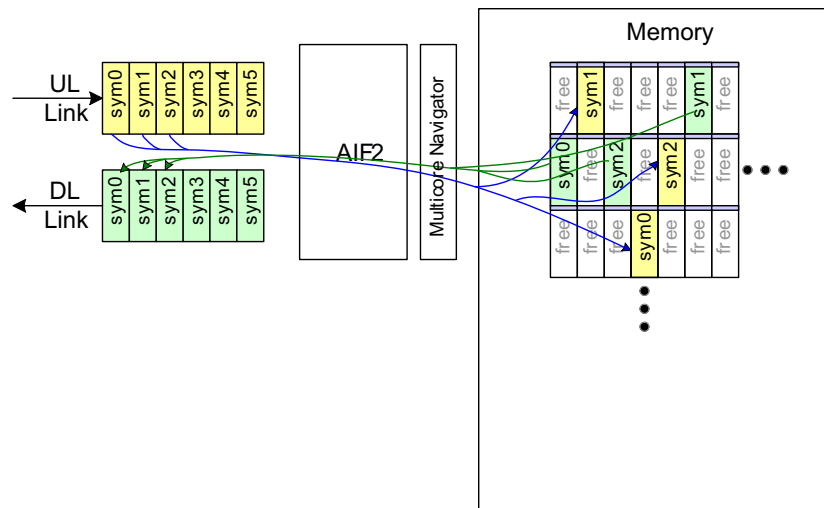 Memory
UL
Link
sym0 sym1 sym2 sym3 sym4 sym5
AIF2
Multicore Navigator
free sym1 free free free sym1 free
sym0 free sym2 free sym2 free free
free free free sym0 free free free
DL
Link
sym0 sym1 sym2 sym3 sym4 sym5